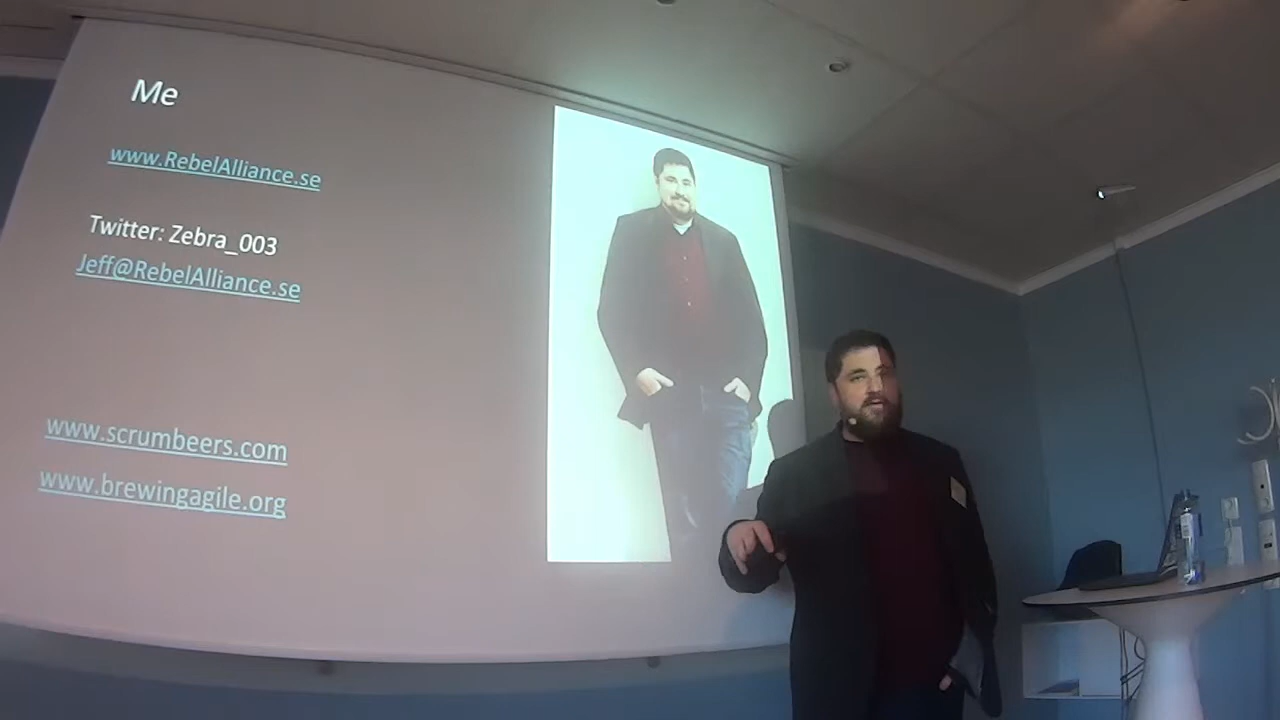 Me
www.RebelAlliance.se
Twitter: Zebra_003
Jeff@RebelAlliance.se
www.scrumbeers.com
www.brewingagile.org